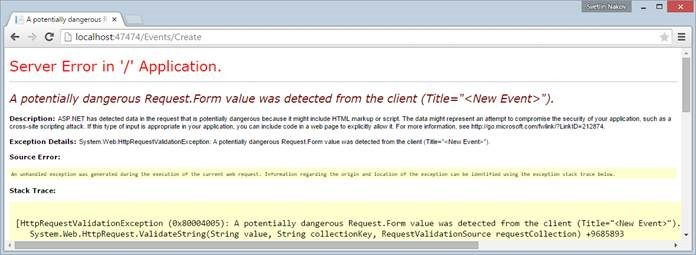 Svetlin Nakov
A potentially dangerous R
localhost:47474/Events/Create
Server Error in '/' Application.
A potentially dangerous Request.Form value was detected from the client (Title="<New Event>").
Description: ASP.NET has detected data in the request that is potentially dangerous because it might include HTML markup or script. The data might represent an attempt to compromise the security of your application, such as a
cross-site scripting attack. If this type of input is appropriate in your application, you can include code in a web page to explicitly allow it. For more information, see http://go.microsoft.com/fwlink/?LinkID=212874.
Exception Details: System.Web.HttpRequestValidationException: A potentially dangerous Request.Form value was detected from the client (Title="<New Event>").
Source Error:
An unhandled exception was generated during the execution of the current web request. Information regarding the origin and location of the exception can be identified using the exception stack trace below.
Stack Trace:
[HttpRequestValidationException (0x80004005): A potentially dangerous Request.Form value was detected from the client (Title="<New Event>").
System.Web.HttpRequest.ValidateString(String value, String collectionKey, RequestValidationSource requestCollection) +9685893